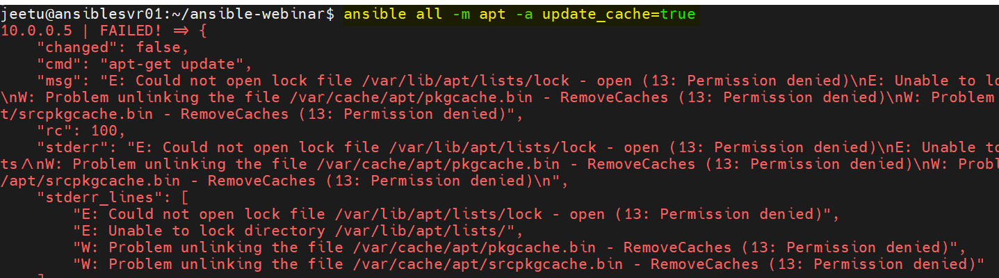 jeetu@ansiblesvr01:~/ansible-webinar$ ansible all -m apt -a update_cache=true
10.0.0.5 | FAILED! => {
    "changed": false,
    "cmd": "apt-get update",
    "msg": "E: Could not open lock file /var/lib/apt/lists/lock - open (13: Permission denied)\nE: Unable to
\nW: Problem unlinking the file /var/cache/apt/pkgcache.bin - RemoveCaches (13: Permission denied)\nW: Problem
t/srcpkgcache.bin - RemoveCaches (13: Permission denied)",
    "rc": 100,
    "stderr": "E: Could not open lock file /var/lib/apt/lists/lock - open (13: Permission denied)\nE: Unable to
ts/\nW: Problem unlinking the file /var/cache/apt/pkgcache.bin - RemoveCaches (13: Permission denied)\nW: Probl
/apt/srcpkgcache.bin - RemoveCaches (13: Permission denied)\n",
    "stderr_lines": [
        "E: Could not open lock file /var/lib/apt/lists/lock - open (13: Permission denied)",
        "E: Unable to lock directory /var/lib/apt/lists/",
        "W: Problem unlinking the file /var/cache/apt/pkgcache.bin - RemoveCaches (13: Permission denied)",
        "W: Problem unlinking the file /var/cache/apt/srcpkgcache.bin - RemoveCaches (13: Permission denied)"